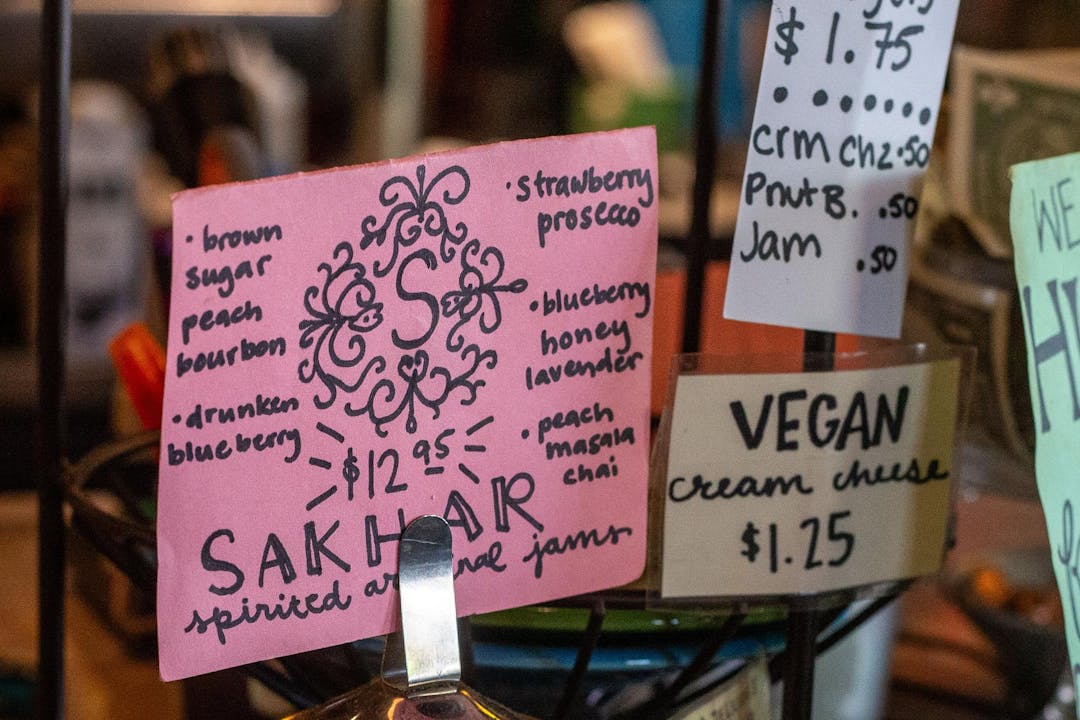 • brown
sugar
peach
bourbon
• drunken
blueberry
S
• strawberry
prosecco
• blueberry
honey
lavender
• peach
masala
chai
$12.95
SAKHAR
spirited jams
$1.75
crm Chz .50
PnutB. .50
Jam .50
VEGAN
cream cheese
$1.25
WE